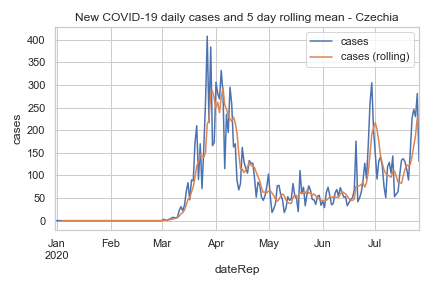 New COVID-19 daily cases and 5 day rolling mean - Czechia
cases
cases (rolling)
400
350
300
250
200
150
100
50
0
cases
Jan
2020
Feb
Mar
Apr
May
Jun
Jul
dateRep